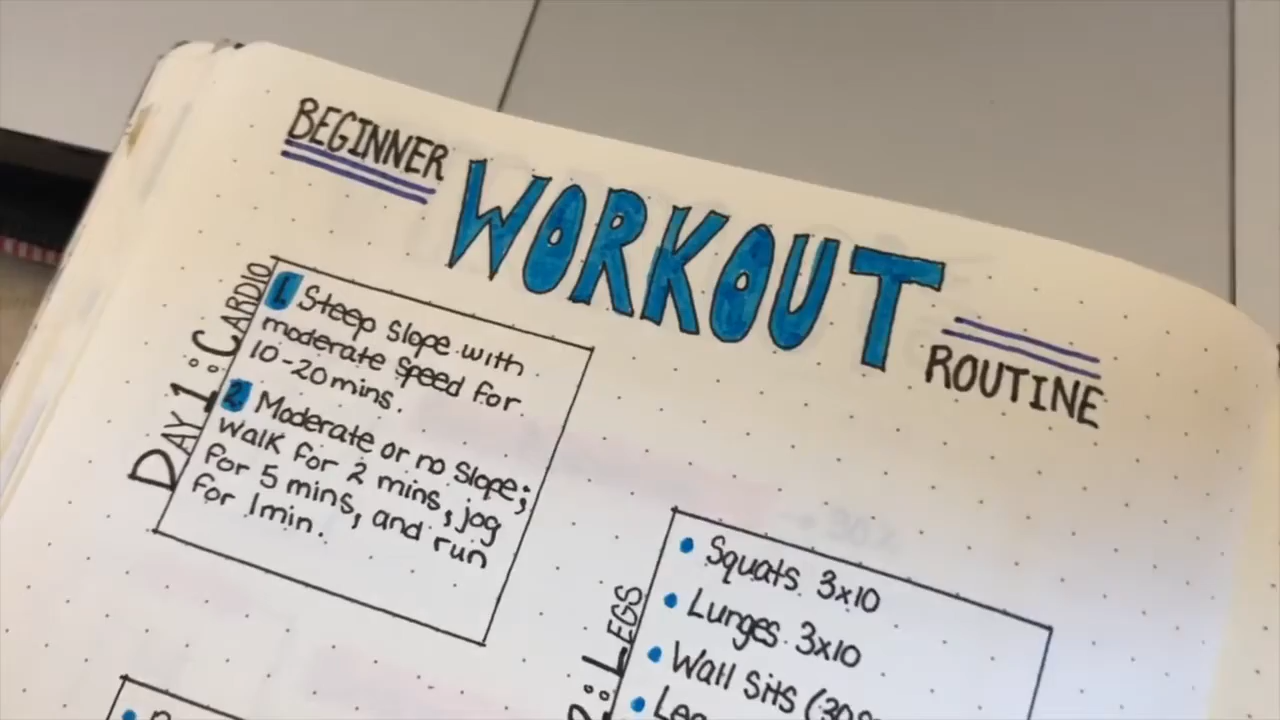 BEGINNER
WORKOUT
ROUTINE
DAY 1: CARDIO
1. Steep slope with
moderate speed for
10-20 mins.
2. Moderate or no slope;
walk for 2 mins, jog
for 5 mins, and run
for 1 min.
2: LEGS
• Squats 3x10
• Lunges 3x10
• Wall Sits (30